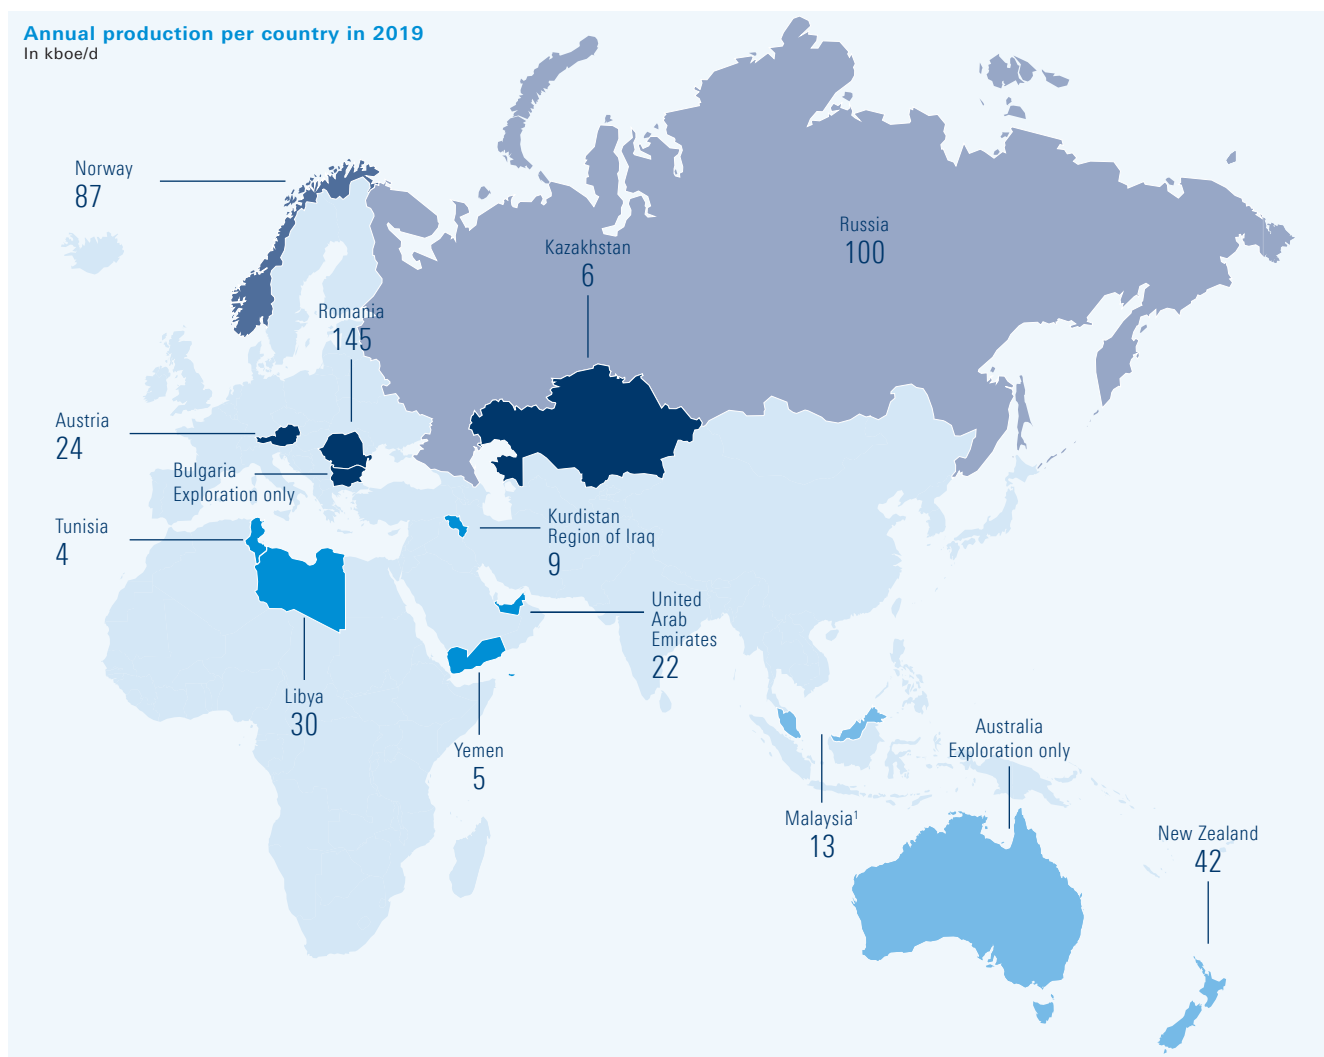 Annual production per country in 2019
In kboe/d
Norway
87
Russia
100
Kazakhstan
6
Romania
145
Austria
24
Bulgaria
Exploration only
Tunisia
4
Kurdistan
Region of Iraq
9
United
Arab
Emirates
22
Libya
30
Yemen
5
Australia
Exploration only
Malaysia¹
13
New Zealand
42